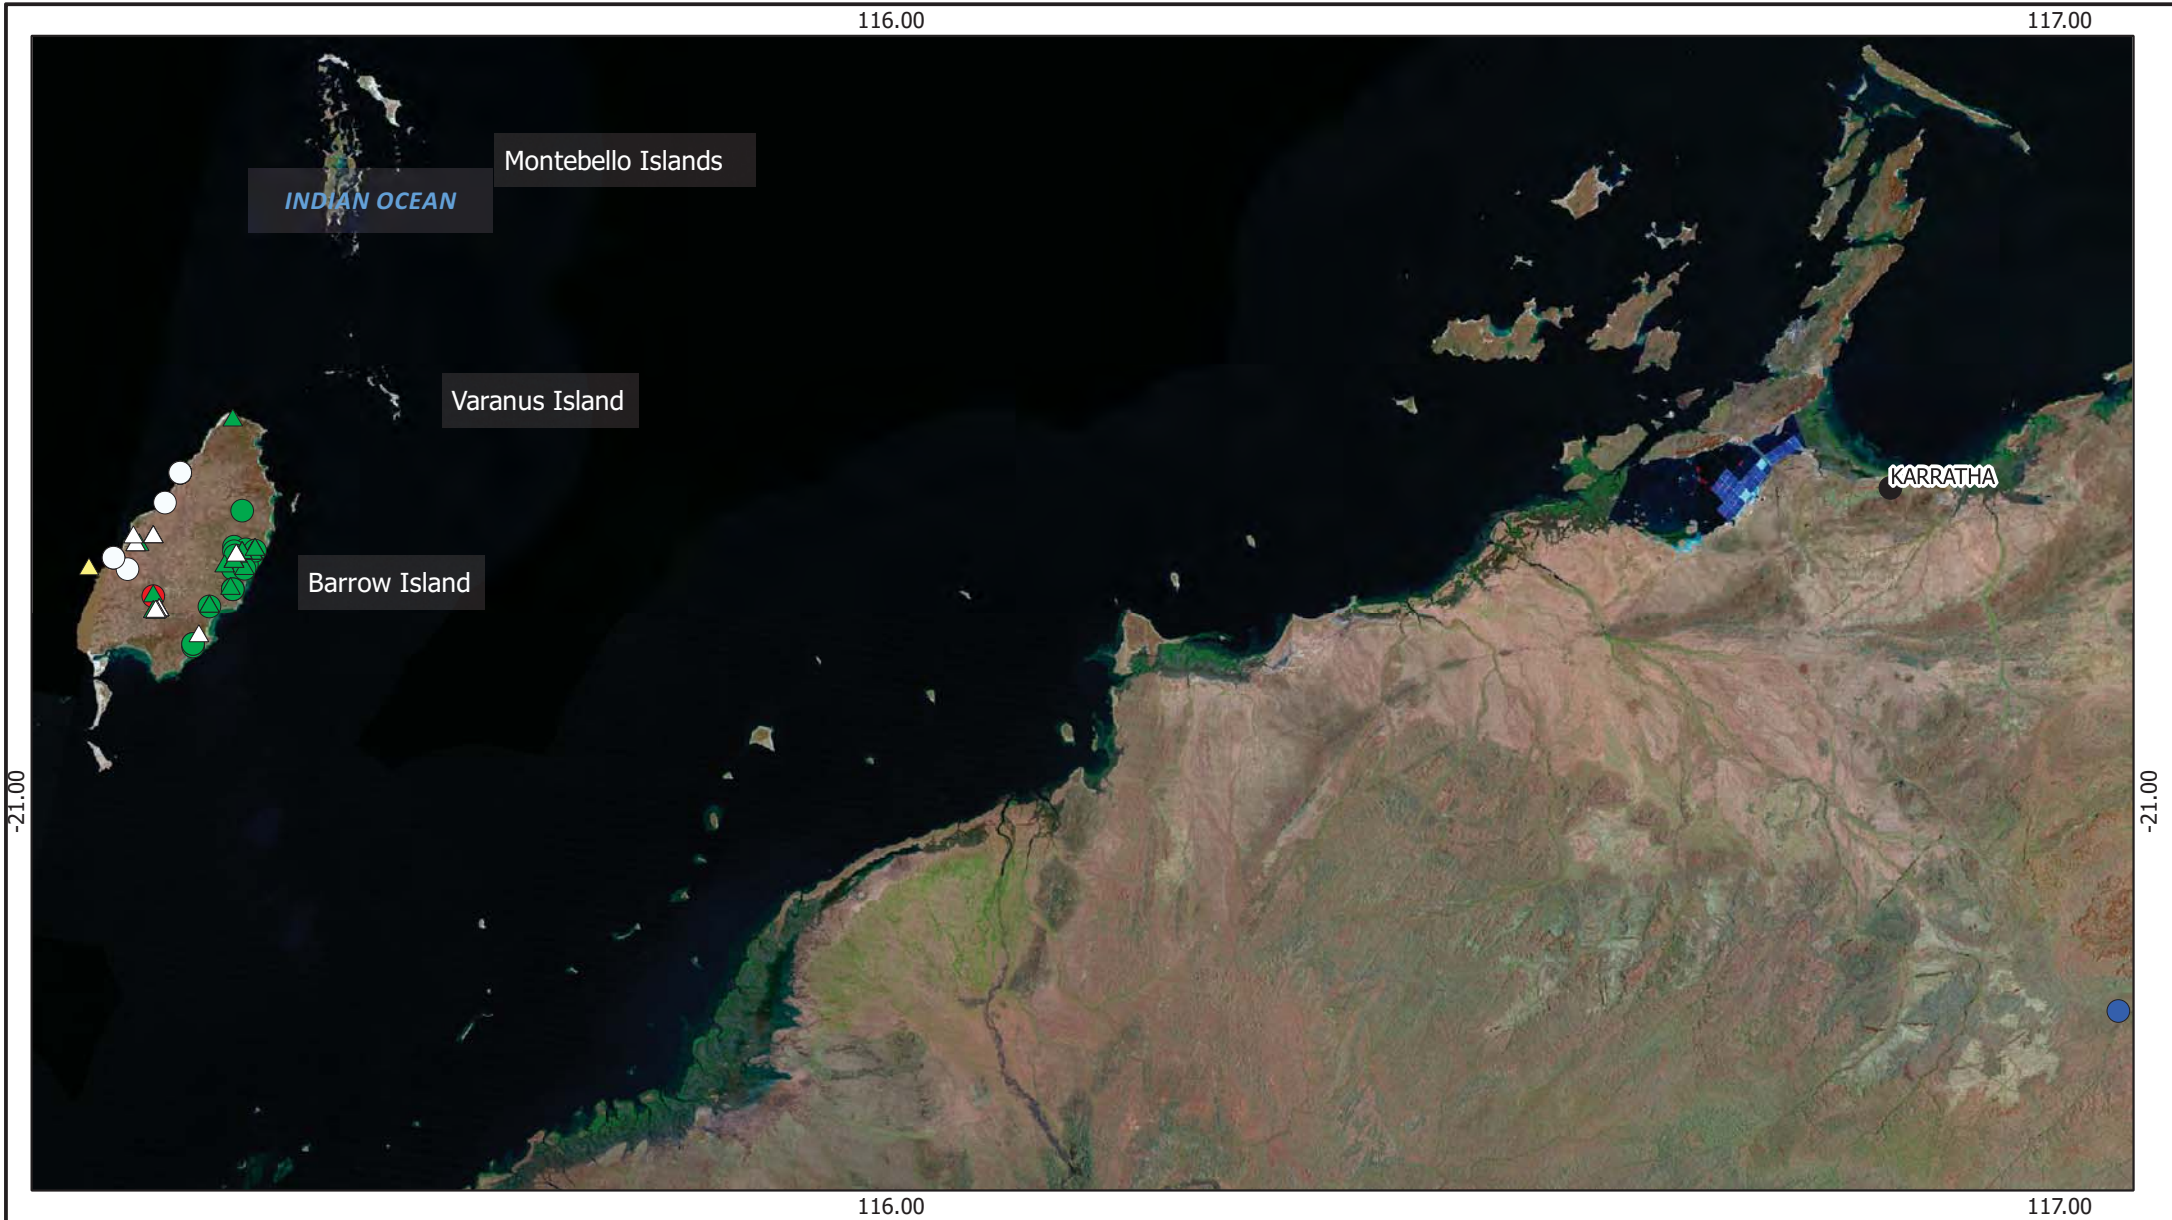 116.00
117.00
Montebello Islands
INDIAN OCEAN
Varanus Island
KARRATHA
Barrow Island
-21.00
-21.00
116.00
117.00